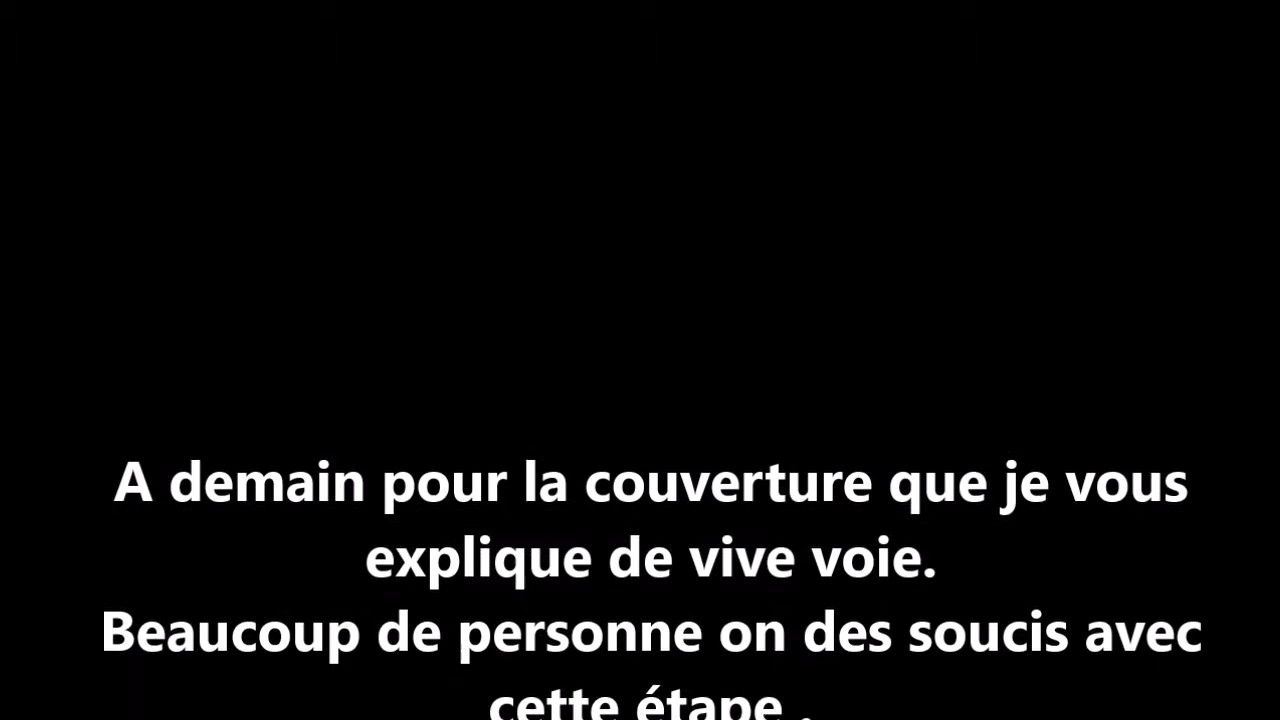 A demain pour la couverture que je vous
explique de vive voie.
Beaucoup de personne on des soucis avec
cette étape .